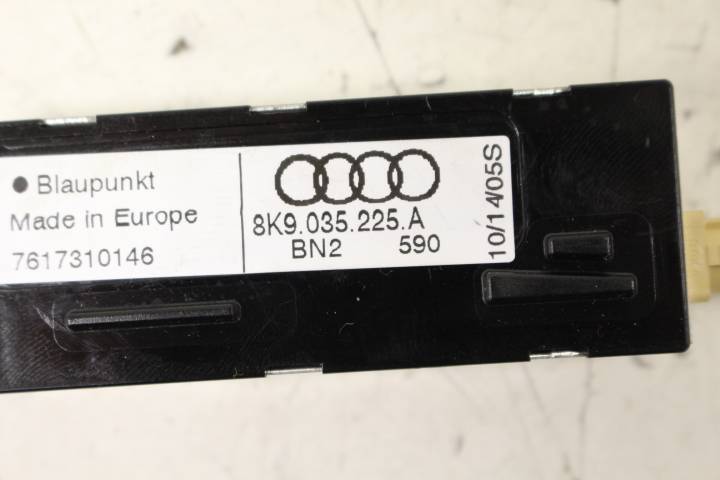 Blaupunkt
Made in Europe
7617310146
8K9.035.225.A
BN2 590
10/14/05S